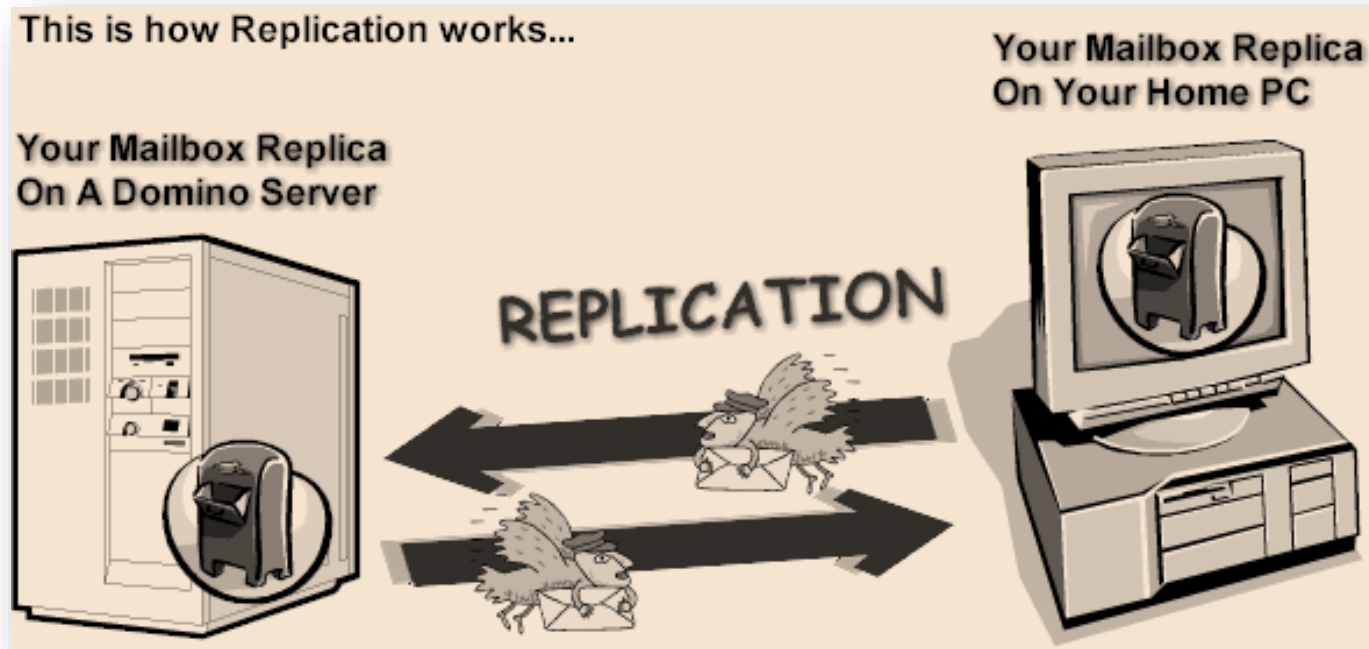 This is how Replication works...
Your Mailbox Replica
On A Domino Server
Your Mailbox Replica
On Your Home PC
REPLICATION